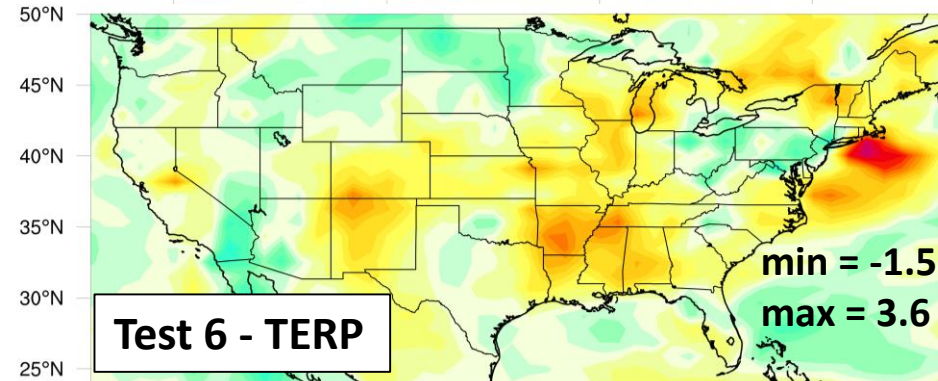 50°N
45°N
40°N
35°N
30°N
25°N
min = -1.5
max = 3.6
Test 6 - TERP